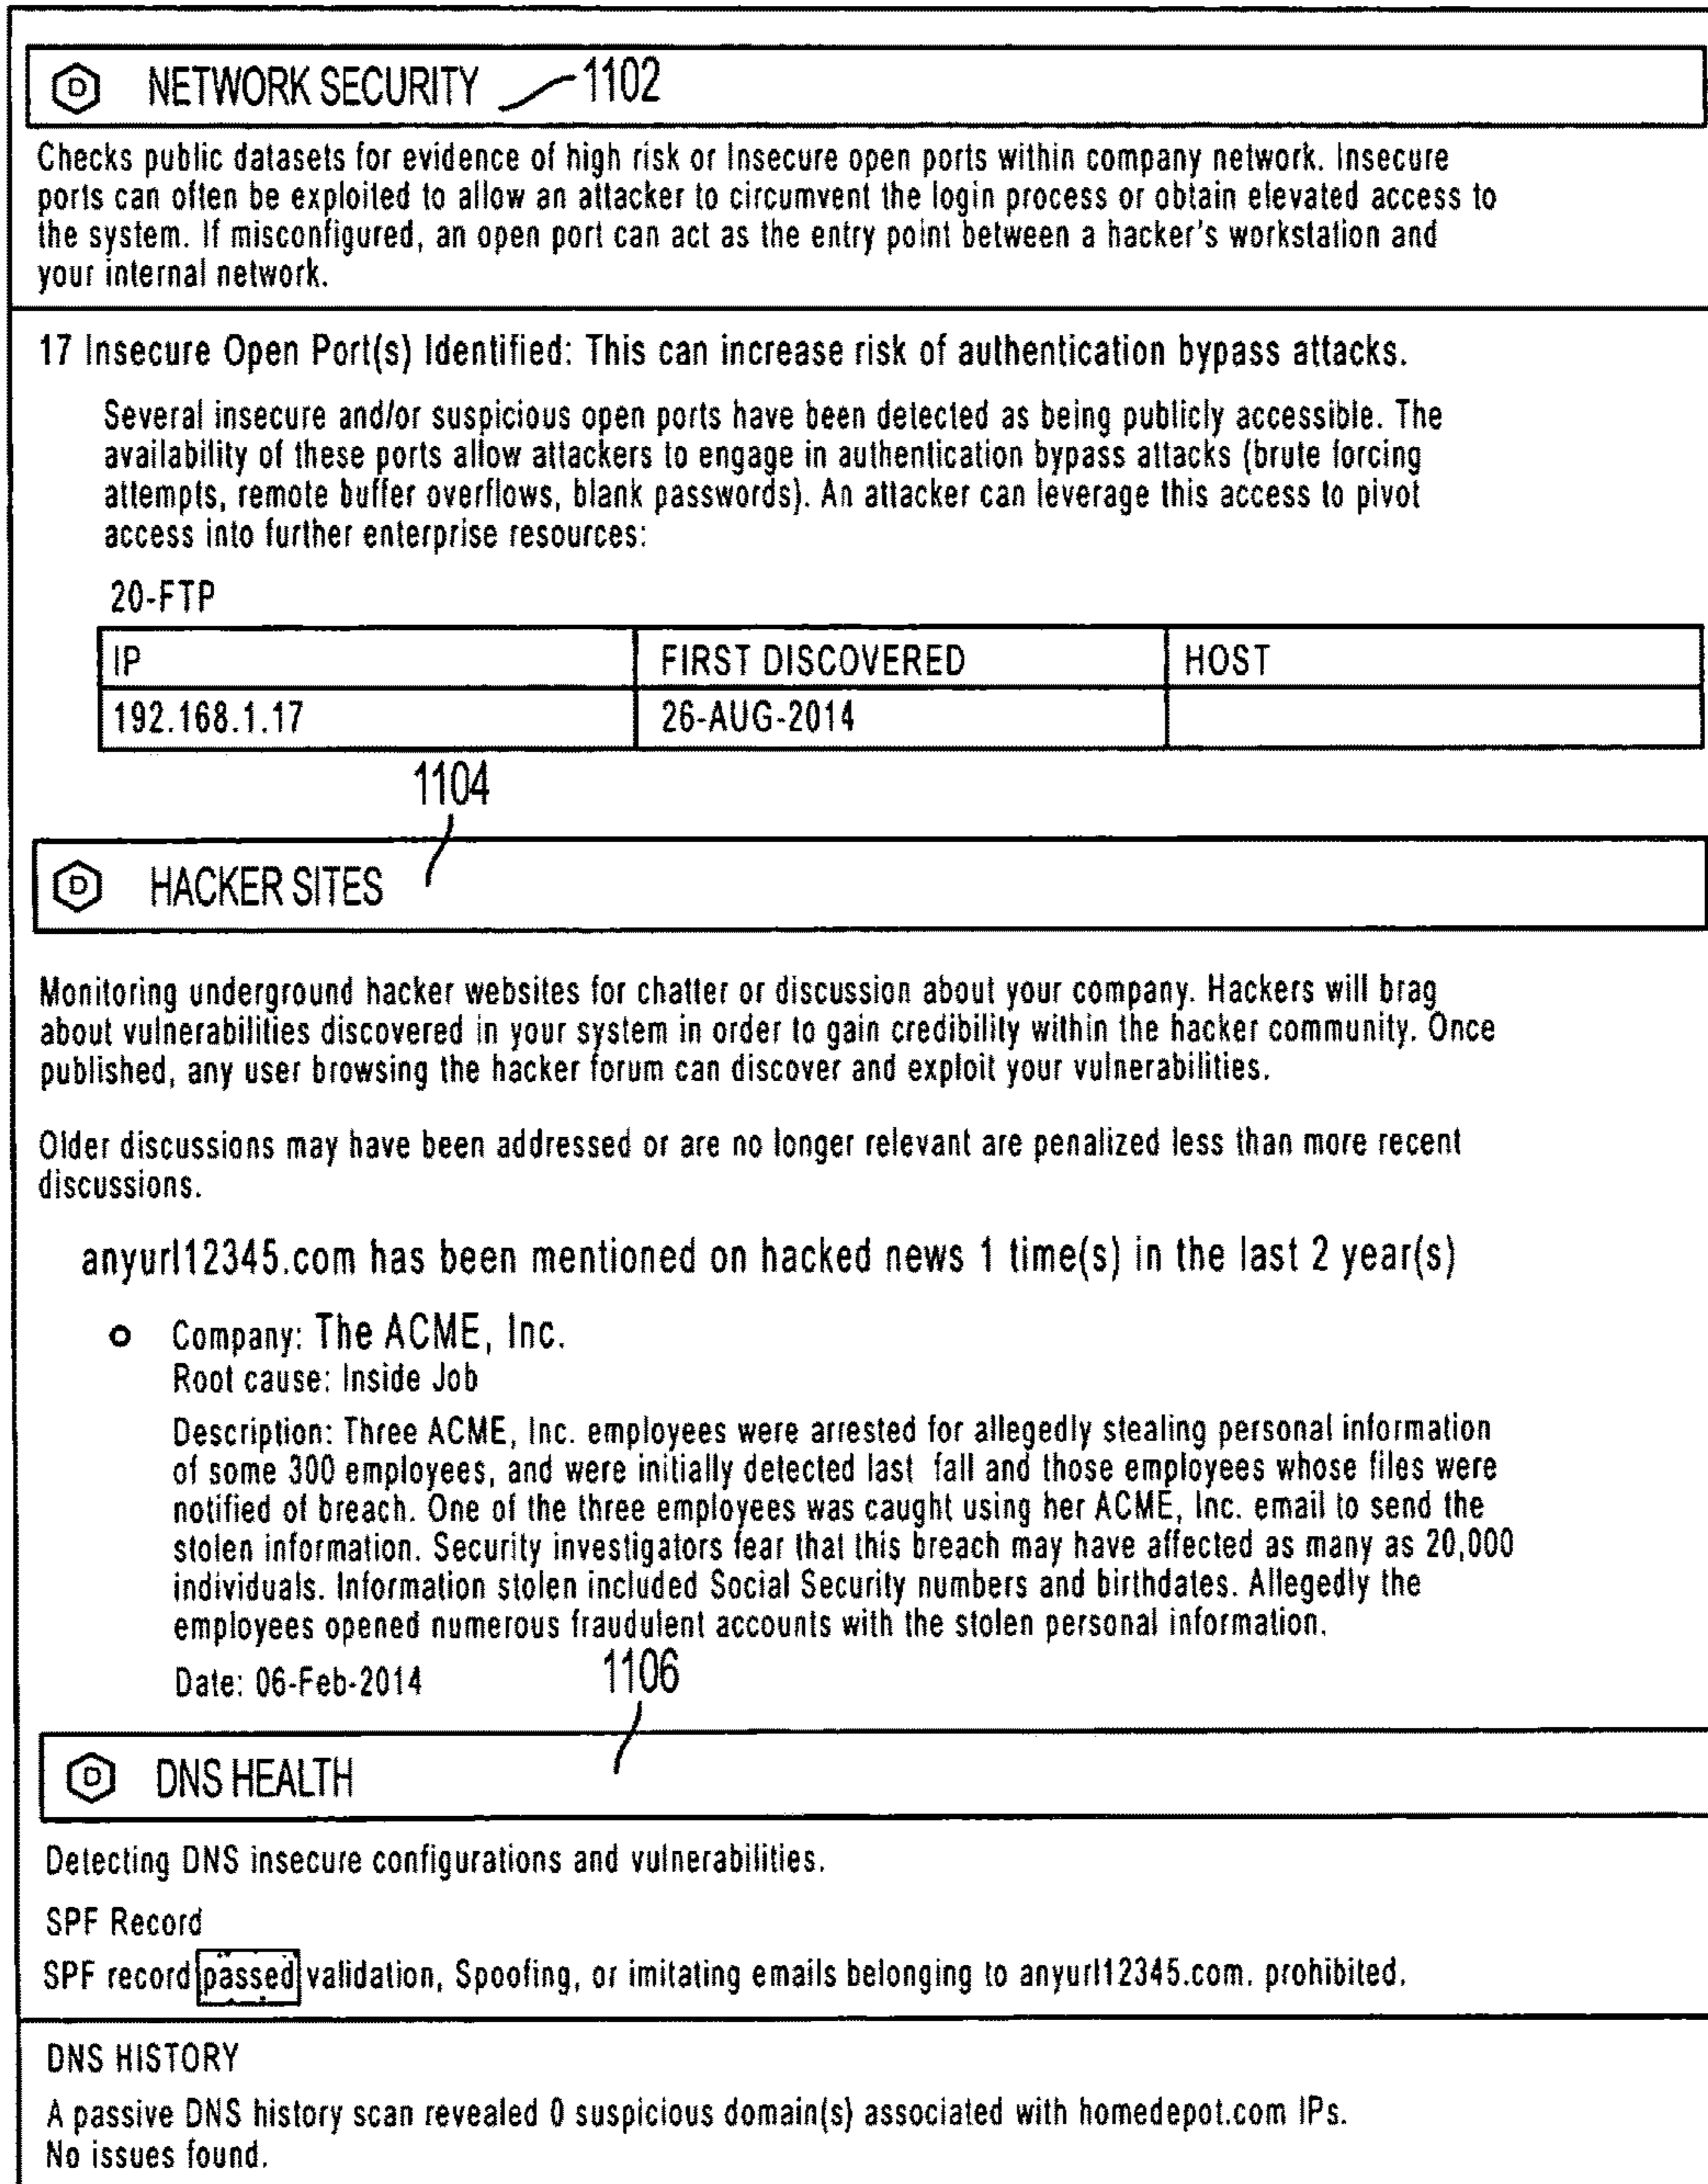 D NETWORK SECURITY 1102
Checks public datasets for evidence of high risk or Insecure open ports within company network. Insecure
ports can often be exploited to allow an attacker to circumvent the login process or obtain elevated access to
the system. If misconfigured, an open port can act as the entry point between a hacker's workstation and
your internal network.
17 Insecure Open Port(s) Identified: This can increase risk of authentication bypass attacks.
Several insecure and/or suspicious open ports have been detected as being publicly accessible. The
availability of these ports allow attackers to engage in authentication bypass attacks (brute forcing
attempts, remote buffer overflows, blank passwords). An attacker can leverage this access to pivot
access into further enterprise resources:
20-FTP
IP FIRST DISCOVERED HOST
192.168.1.17 26-AUG-2014
1104
D HACKER SITES
Monitoring underground hacker websites for chatter or discussion about your company. Hackers will brag
about vulnerabilities discovered in your system in order to gain credibility within the hacker community. Once
published, any user browsing the hacker forum can discover and exploit your vulnerabilities.
Older discussions may have been addressed or are no longer relevant are penalized less than more recent
discussions.
anyurl12345.com has been mentioned on hacked news 1 time(s) in the last 2 year(s)
Company: The ACME, Inc.
Root cause: Inside Job
Description: Three ACME, Inc. employees were arrested for allegedly stealing personal information
of some 300 employees, and were initially detected last fall and those employees whose files were
notified of breach. One of the three employees was caught using her ACME, Inc. email to send the
stolen information. Security investigators fear that this breach may have affected as many as 20,000
individuals. Information stolen included Social Security numbers and birthdates. Allegedly the
employees opened numerous fraudulent accounts with the stolen personal information.
Date: 06-Feb-2014
1106
D DNS HEALTH
Detecting DNS insecure configurations and vulnerabilities.
SPF Record
SPF record passed validation, Spoofing, or imitating emails belonging to anyurl12345.com. prohibited.
DNS HISTORY
A passive DNS history scan revealed 0 suspicious domain(s) associated with homedepot.com IPs.
No issues found.